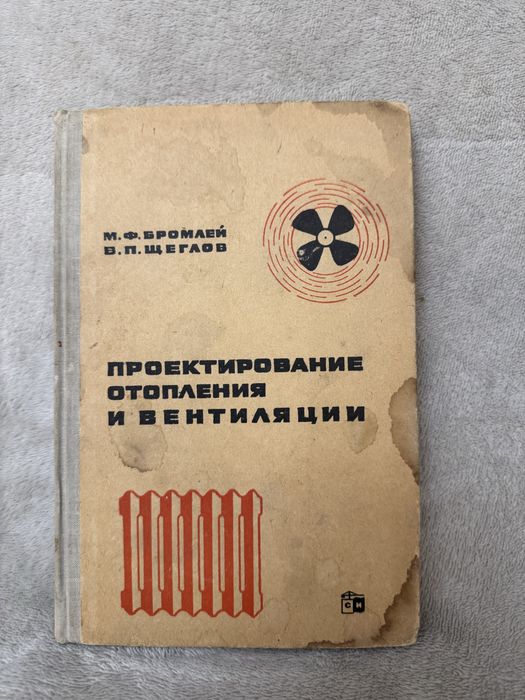 М.Ф.БРОМЛЕЙ
В.П.ЩЕГЛОВ
ПРОЕКТИРОВАНИЕ
ОТОПЛЕНИЯ
И ВЕНТИЛЯЦИИ
С И